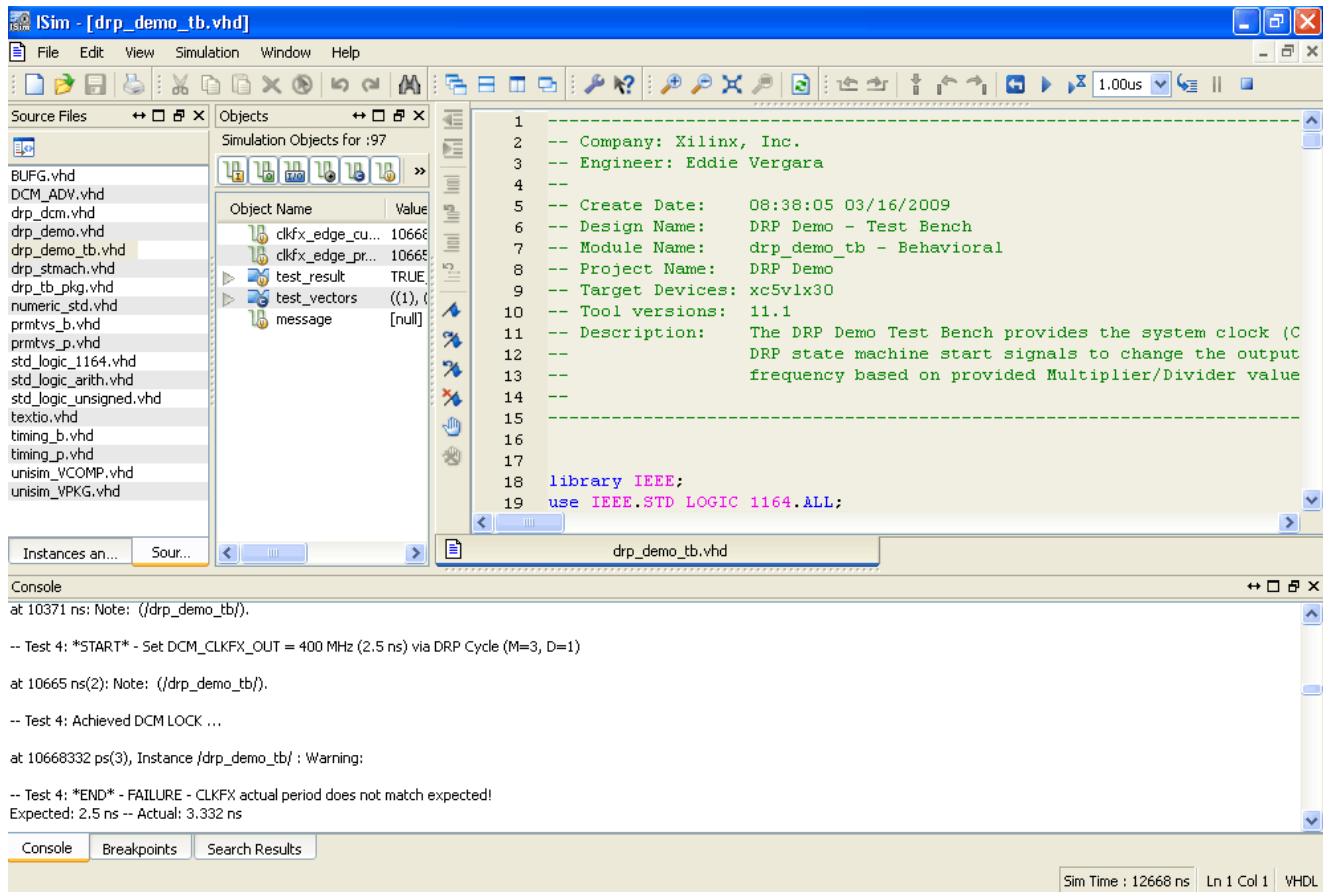 ISim - [drp_demo_tb.vhd]
File Edit View Simulation Window Help
1.00us
Source Files
BUFG.vhd
DCM_ADV.vhd
drp_dcm.vhd
drp_demo.vhd
drp_demo_tb.vhd
drp_stmach.vhd
drp_tb_pkg.vhd
numeric_std.vhd
prmtvs_b.vhd
prmtvs_p.vhd
std_logic_1164.vhd
std_logic_arith.vhd
std_logic_unsigned.vhd
textio.vhd
timing_b.vhd
timing_p.vhd
unisim_VCOMP.vhd
unisim_VPKG.vhd
Instances an... Sour...
Objects
Simulation Objects for :97
»
Object Name Value
clkfx_edge_cu... 10668
clkfx_edge_pr... 10665
test_result TRUE
test_vectors ((1), (
message [null]
1 --------------------------------------------------------------------------------
2 -- Company: Xilinx, Inc.
3 -- Engineer: Eddie Vergara
4 --
5 -- Create Date: 08:38:05 03/16/2009
6 -- Design Name: DRP Demo - Test Bench
7 -- Module Name: drp_demo_tb - Behavioral
8 -- Project Name: DRP Demo
9 -- Target Devices: xc5vlx30
10 -- Tool versions: 11.1
11 -- Description: The DRP Demo Test Bench provides the system clock (C
12 -- DRP state machine start signals to change the output
13 -- frequency based on provided Multiplier/Divider value
14 --
15 --------------------------------------------------------------------------------
16
17
18 library IEEE;
19 use IEEE.STD_LOGIC_1164.ALL;
drp_demo_tb.vhd
Console
at 10371 ns: Note: (/drp_demo_tb/).
-- Test 4: *START* - Set DCM_CLKFX_OUT = 400 MHz (2.5 ns) via DRP Cycle (M=3, D=1)
at 10665 ns(2): Note: (/drp_demo_tb/).
-- Test 4: Achieved DCM LOCK ...
at 10668332 ps(3), Instance /drp_demo_tb/ : Warning:
-- Test 4: *END* - FAILURE - CLKFX actual period does not match expected!
Expected: 2.5 ns -- Actual: 3.332 ns
Console Breakpoints Search Results
Sim Time : 12668 ns Ln 1 Col 1 VHDL